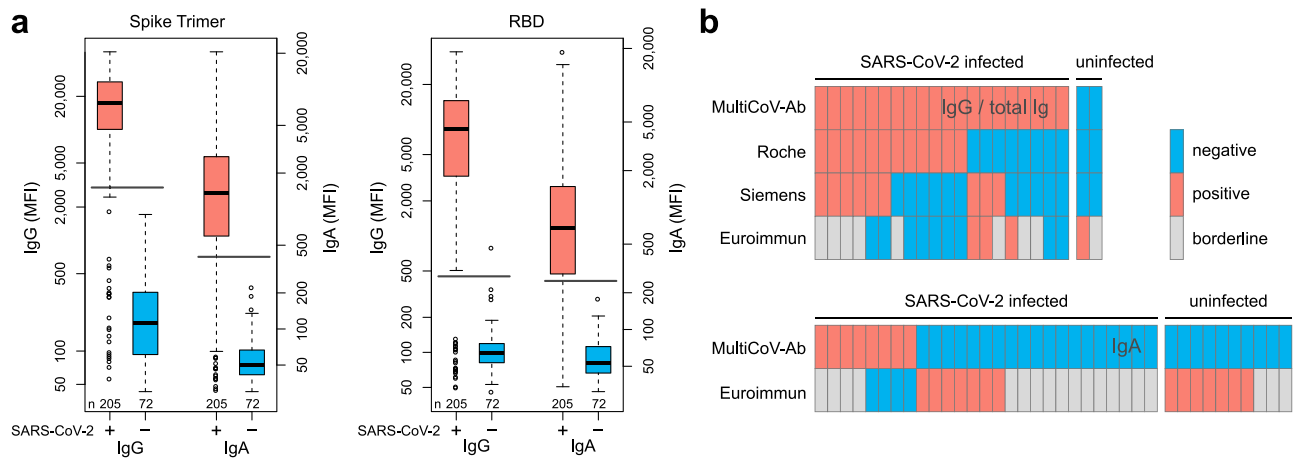 a
Spike Trimer
RBD
IgG (MFI)
20,000
5,000
2,000
500
100
50
20,000
5,000
2,000
500
200
100
50
IgA (MFI)
n 205 72 205 72
SARS-CoV-2 + − + −
IgG IgA
IgG (MFI)
20,000
5,000
2,000
500
200
100
50
20,000
5,000
2,000
500
200
100
50
IgA (MFI)
n 205 72 205 72
SARS-CoV-2 + − + −
IgG IgA
b
SARS-CoV-2 infected uninfected
MultiCoV-Ab IgG / total Ig
Roche
Siemens
Euroimmun
negative
positive
borderline
SARS-CoV-2 infected uninfected
MultiCoV-Ab IgA
Euroimmun